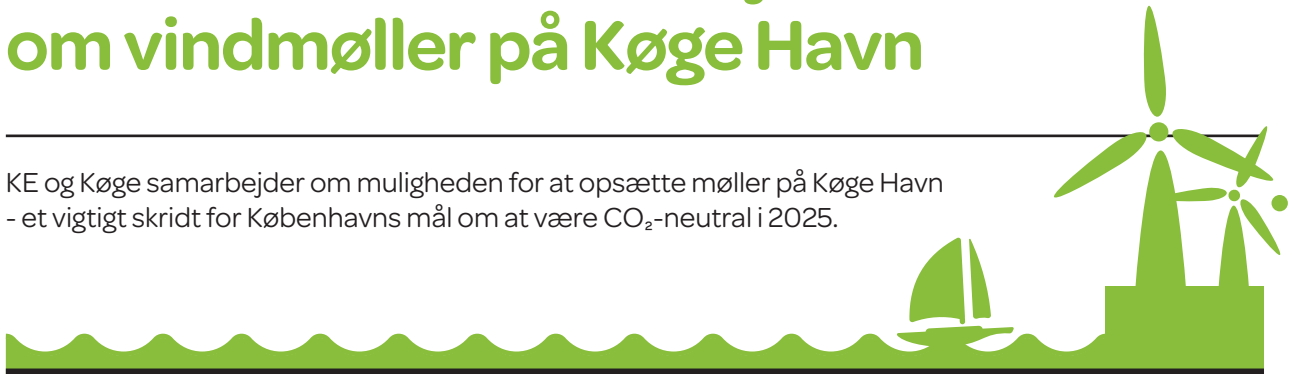 om vindmøller på Køge Havn
KE og Køge samarbejder om muligheden for at opsætte møller på Køge Havn
- et vigtigt skridt for Københavns mål om at være CO₂-neutral i 2025.